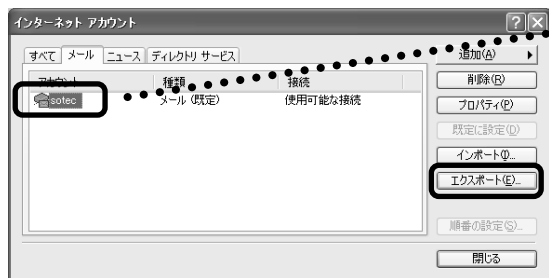 インターネット アカウント
すべて メール ニュース ディレクトリ サービス
アカウント 種類 接続
sotec メール (既定) 使用可能な接続
追加(A)
削除(R)
プロパティ(P)
既定に設定(D)
インポート(I)...
エクスポート(E)...
順番の設定(S)...
閉じる